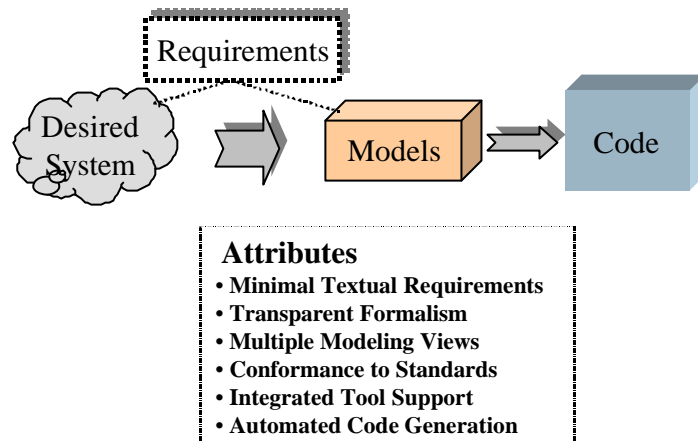 Requirements
Desired
System
Models
Code
Attributes
• Minimal Textual Requirements
• Transparent Formalism
• Multiple Modeling Views
• Conformance to Standards
• Integrated Tool Support
• Automated Code Generation